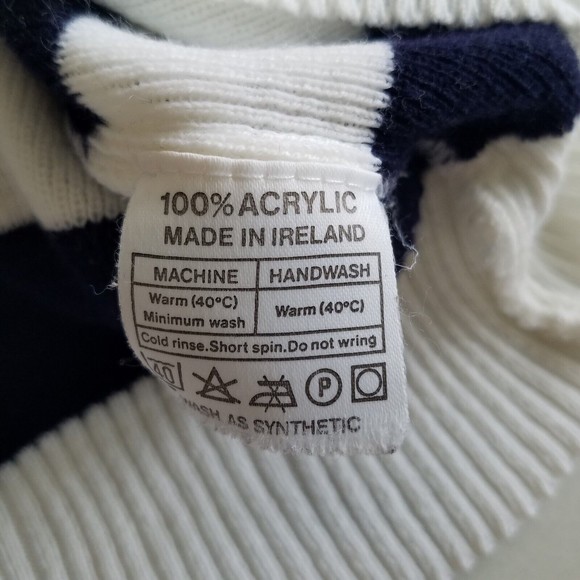 100% ACRYLIC
MADE IN IRELAND
MACHINE HANDWASH
Warm (40°C)
Minimum wash
Warm (40°C)
Cold rinse.Short spin.Do not wring
40 P
WASH AS SYNTHETIC